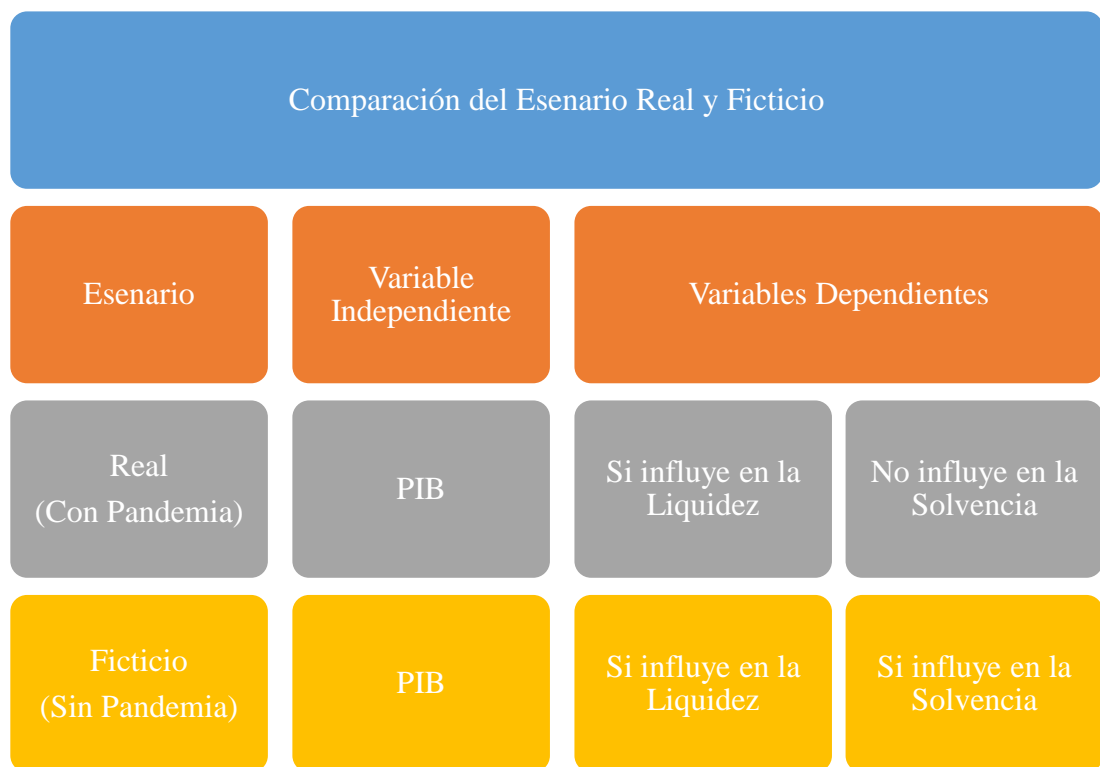 Comparación del Esenario Real y Ficticio
Esenario
Variable
Independiente
Variables Dependientes
Real
(Con Pandemia)
PIB
Si influye en la
Liquidez
No influye en la
Solvencia
Ficticio
(Sin Pandemia)
PIB
Si influye en la
Liquidez
Si influye en la
Solvencia